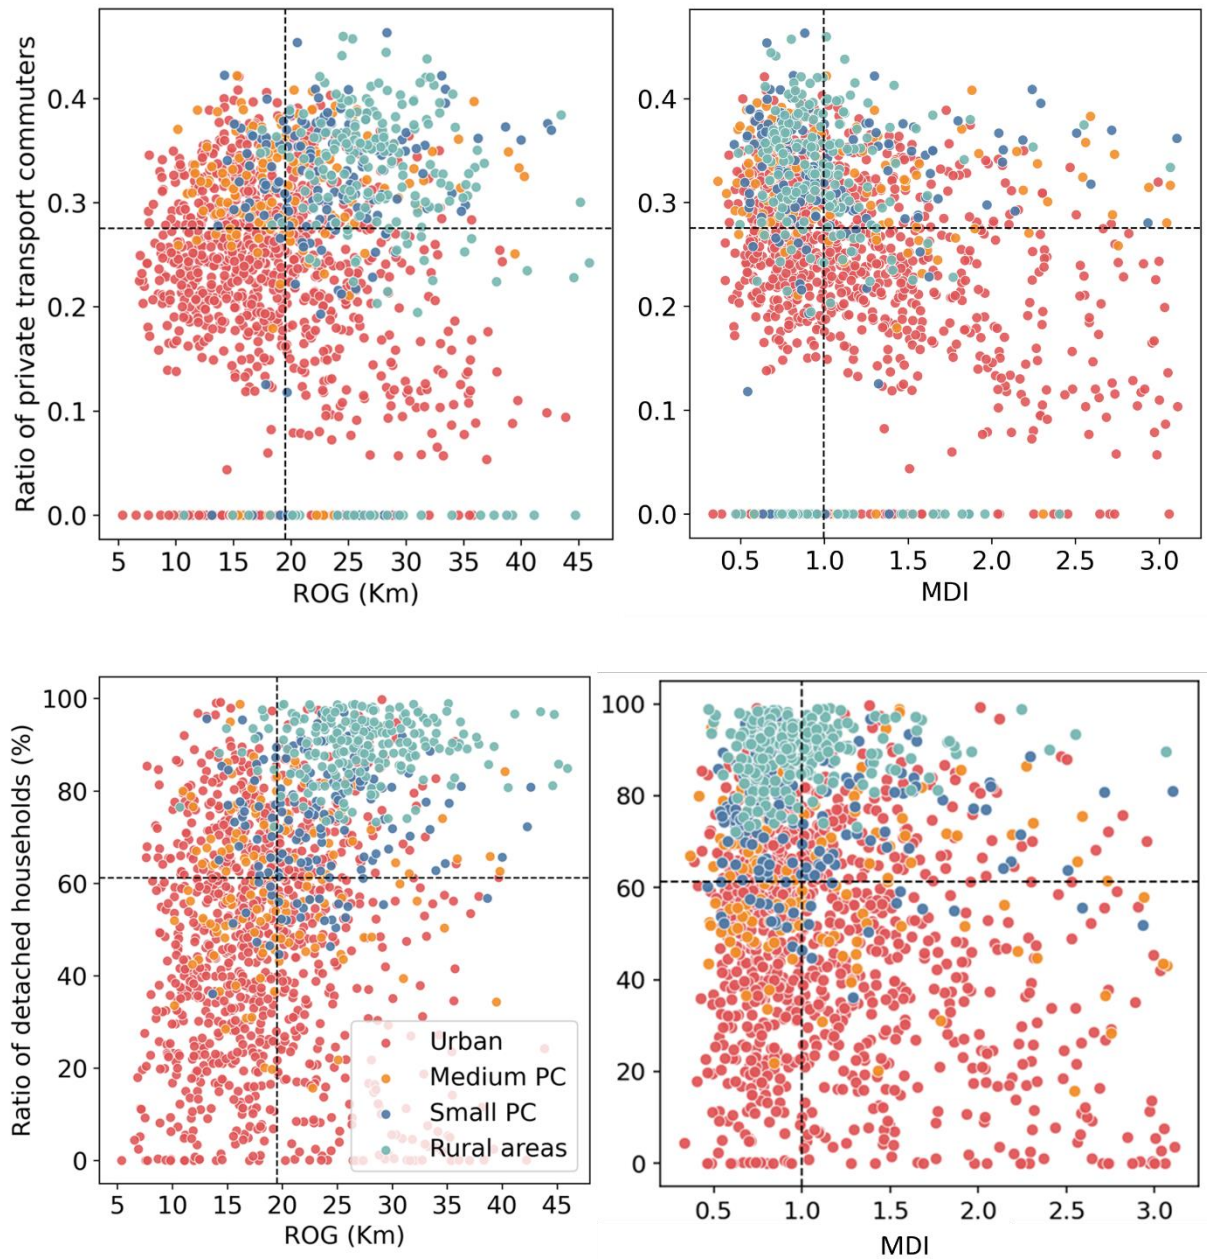 Ratio of private transport commuters
0.4
0.3
0.2
0.1
0.0
5 10 15 20 25 30 35 40 45
ROG (Km)
0.4
0.3
0.2
0.1
0.0
0.5 1.0 1.5 2.0 2.5 3.0
MDI
Ratio of detached households (%)
100
80
60
40
20
0
Urban
Medium PC
Small PC
Rural areas
5 10 15 20 25 30 35 40 45
ROG (Km)
100
80
60
40
20
0
0.5 1.0 1.5 2.0 2.5 3.0
MDI